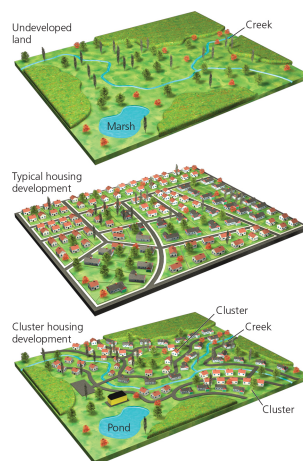 Undeveloped
land
Creek
Marsh
Typical housing
development
Cluster housing
development
Cluster
Creek
Cluster
Pond